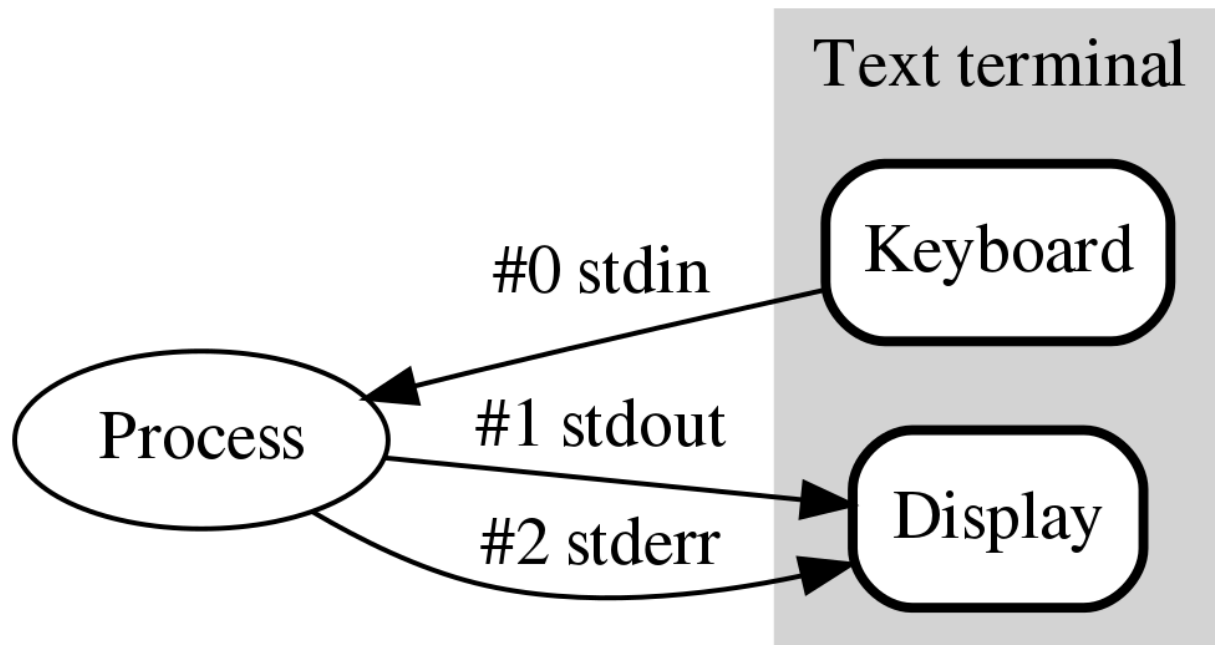 Text terminal
Keyboard
#0 stdin
Process
#1 stdout
Display
#2 stderr